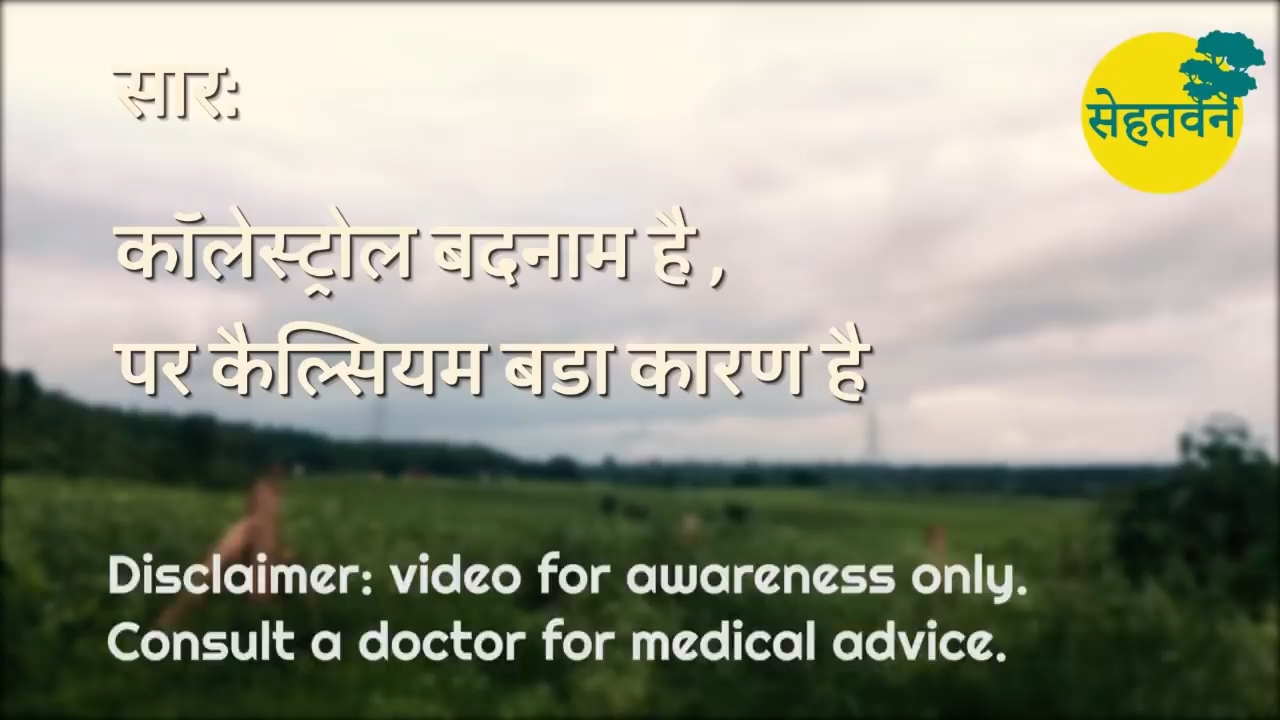 सार:
सेहतवन
कॉलेस्ट्रोल बदनाम है ,
पर कैल्सियम बडा कारण है
Disclaimer: video for awareness only.
Consult a doctor for medical advice.